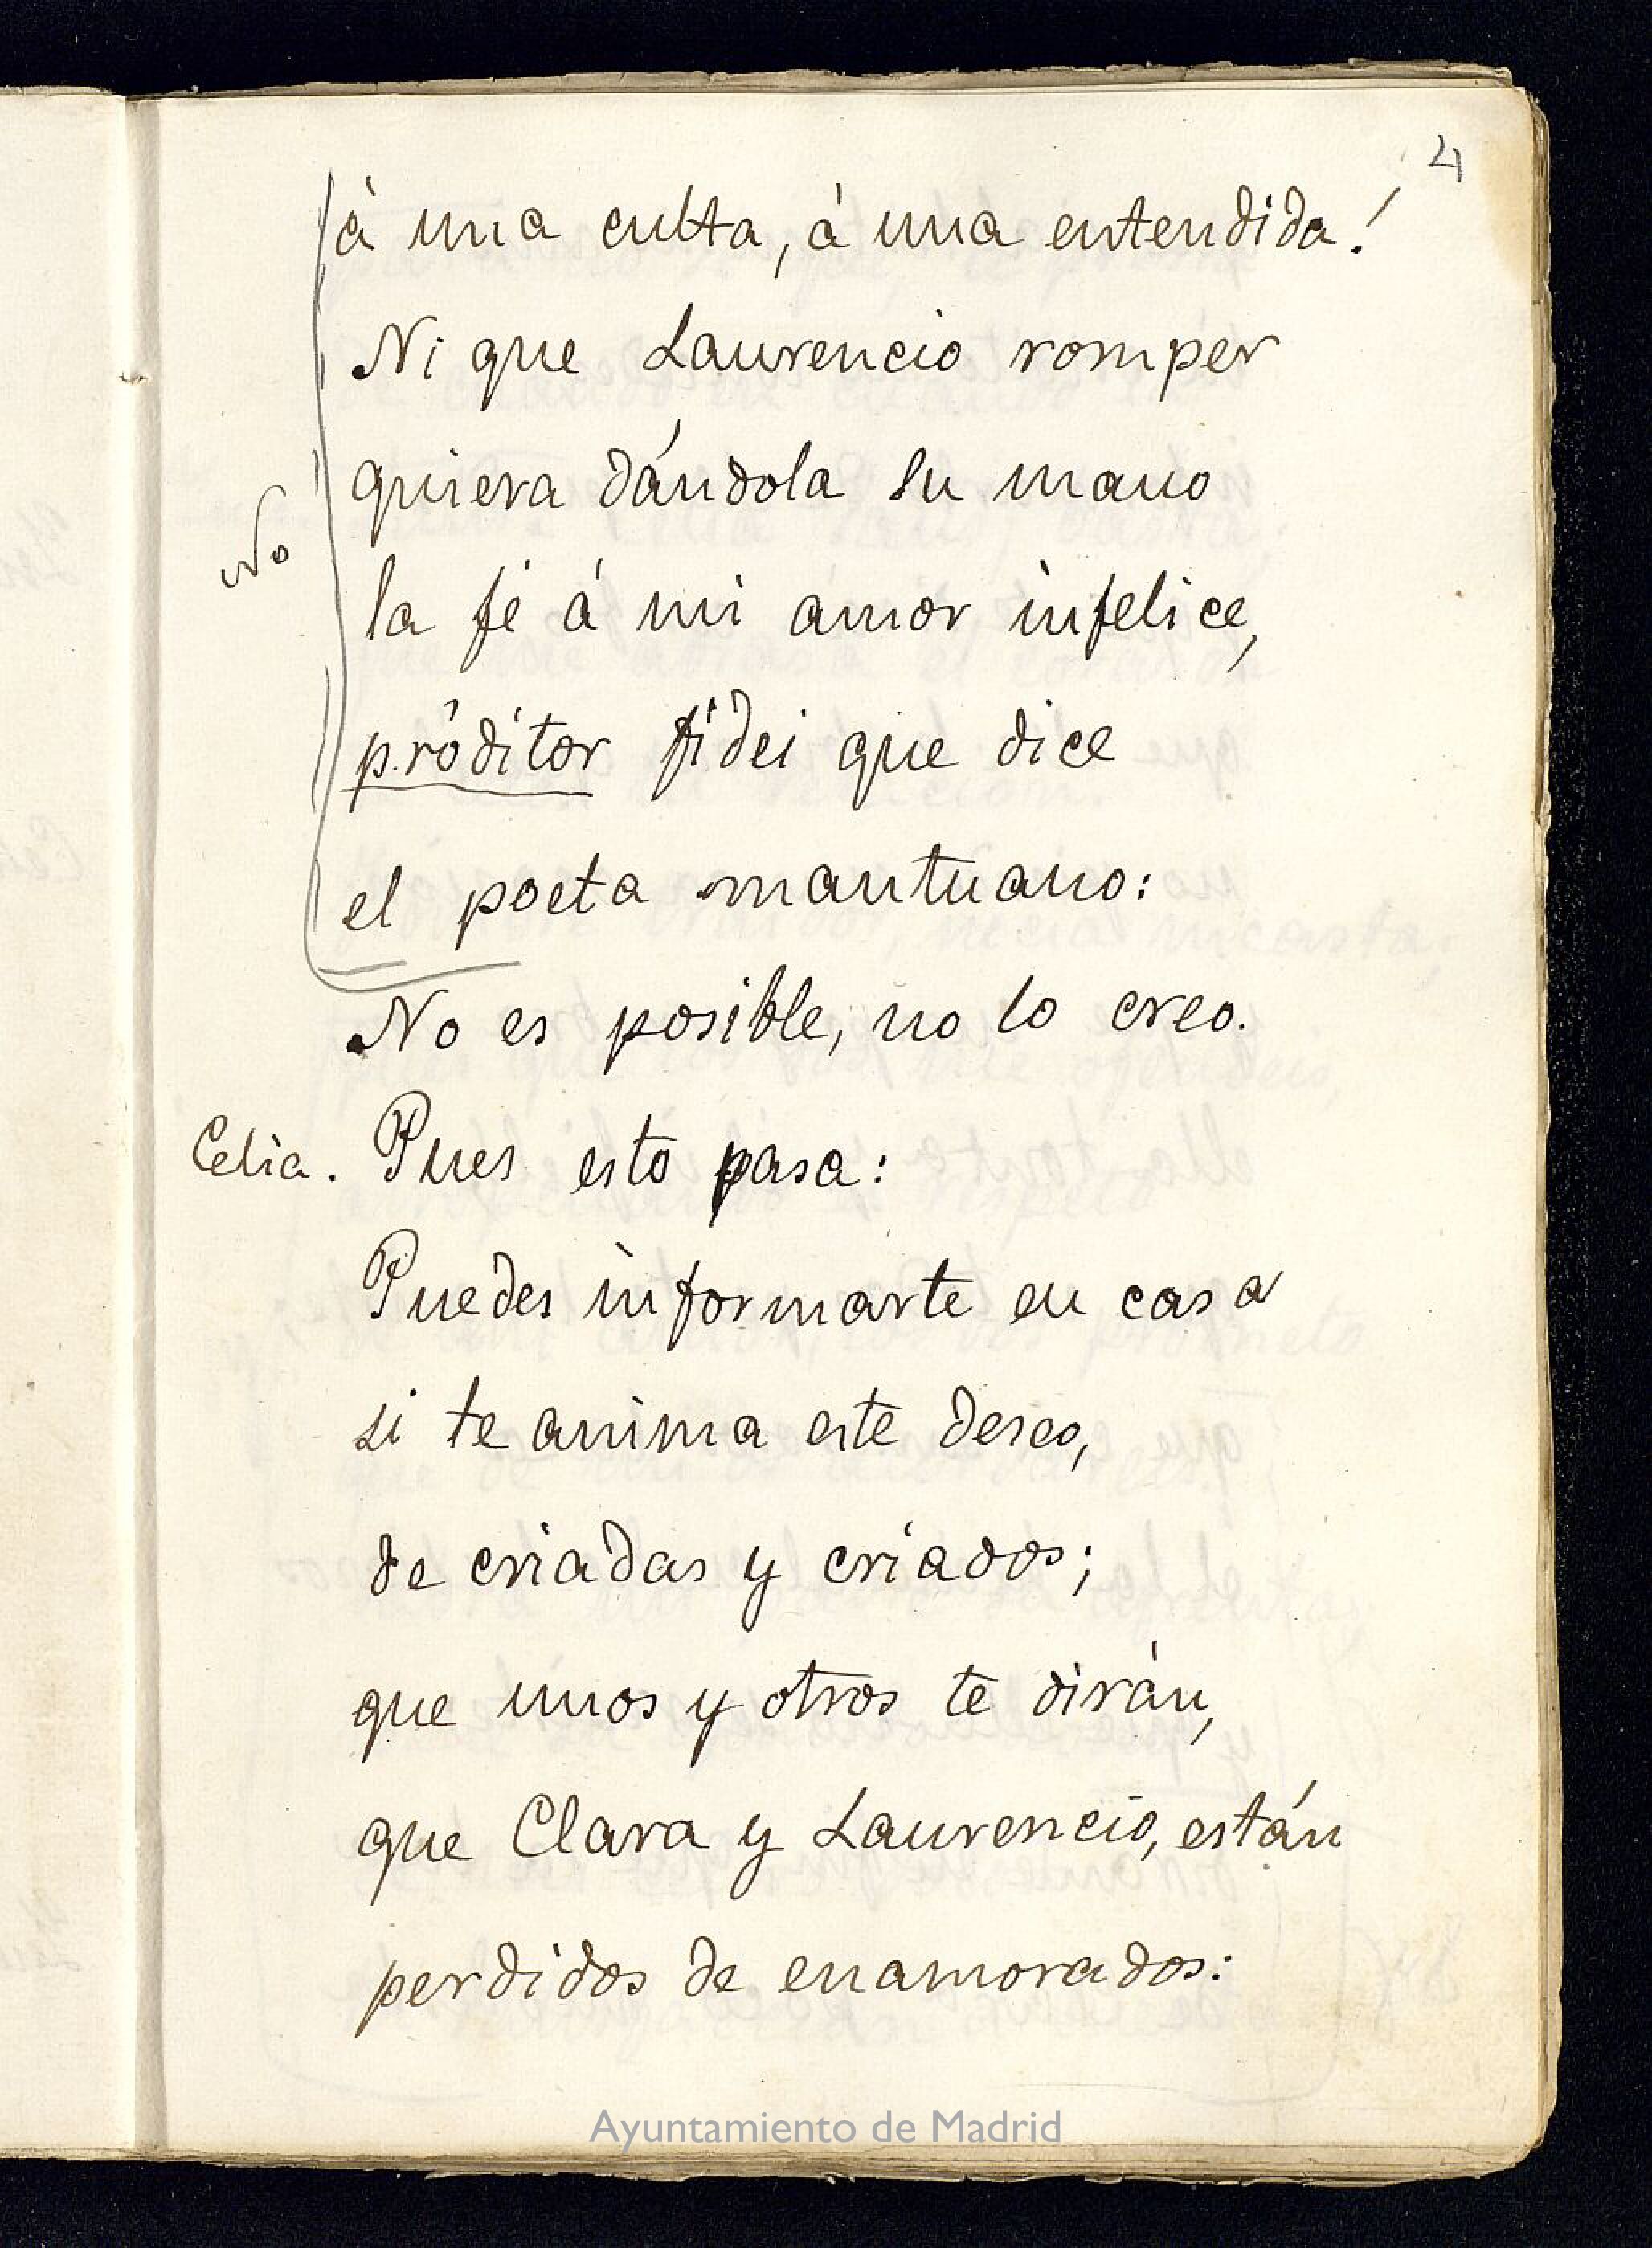 4
à una culta, à una entendida!
Ni que Laurencio romper
quiera dándola su mano
No
la fé á mi amor infelice,
próditor fidei que dice
el poeta mantuano:
No es posible, no lo creo.
Celia. Pues esto pasa:
Puedes informarte en casa
si te anima este deseo,
de criadas y criados;
que unos y otros te dirán,
que Clara y Laurencio, están
perdidos de enamorados:
Ayuntamiento de Madrid